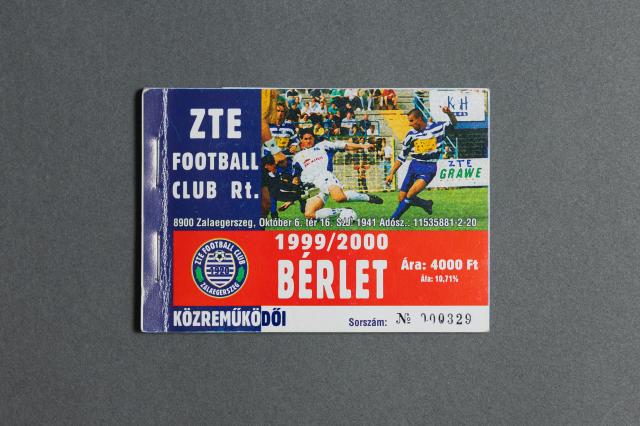 ZTE
FOOTBALL
CLUB Rt.
KH
ZTE
GRAWE
8900 Zalaegerszeg, Október 6. tér 16. SZJ: 1941 Adósz.: 11535881-2-20
1999/2000
BÉRLET
Ára: 4000 Ft
Áfa: 10,71%
ZTE FOOTBALL CLUB
1920
ZALAEGERSZEG
KÖZREMŰKÖDŐI
Sorszám: № 000329